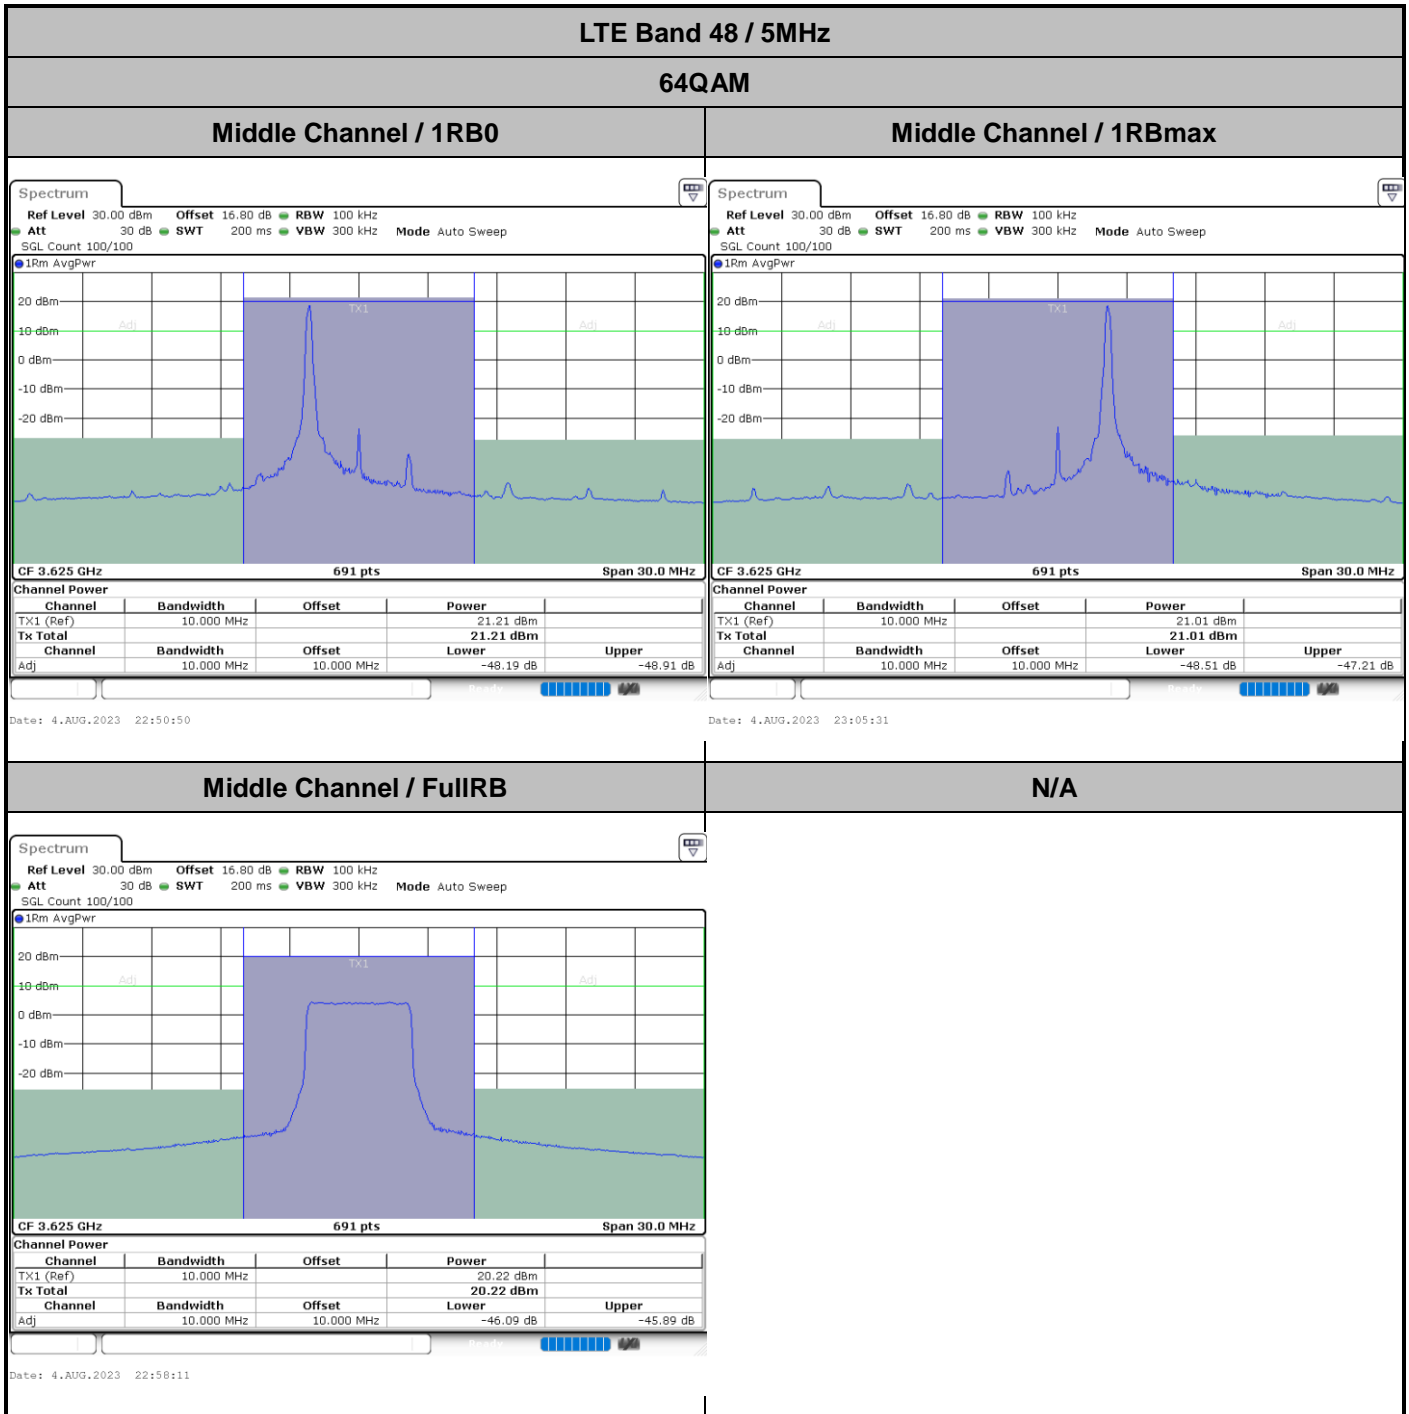 LTE Band 48 / 5MHz
64QAM
Middle Channel / 1RB0
Middle Channel / 1RBmax
Spectrum
Ref Level 30.00 dBm Offset 16.80 dB RBW 100 kHz
Att 30 dB SWT 200 ms VBW 300 kHz Mode Auto Sweep
SGL Count 100/100
1Rm AvgPwr
20 dBm
TX1
Adj
Adj
10 dBm
0 dBm
-10 dBm
-20 dBm
CF 3.625 GHz 691 pts Span 30.0 MHz
Channel Power
Channel Bandwidth Offset Power
TX1 (Ref) 10.000 MHz 21.21 dBm
Tx Total 21.21 dBm
Channel Bandwidth Offset Lower Upper
Adj 10.000 MHz 10.000 MHz -48.19 dB -48.91 dB
Ready
Date: 4.AUG.2023 22:50:50
Spectrum
Ref Level 30.00 dBm Offset 16.80 dB RBW 100 kHz
Att 30 dB SWT 200 ms VBW 300 kHz Mode Auto Sweep
SGL Count 100/100
1Rm AvgPwr
20 dBm
TX1
Adj
Adj
10 dBm
0 dBm
-10 dBm
-20 dBm
CF 3.625 GHz 691 pts Span 30.0 MHz
Channel Power
Channel Bandwidth Offset Power
TX1 (Ref) 10.000 MHz 21.01 dBm
Tx Total 21.01 dBm
Channel Bandwidth Offset Lower Upper
Adj 10.000 MHz 10.000 MHz -48.51 dB -47.21 dB
Ready
Date: 4.AUG.2023 23:05:31
Middle Channel / FullRB
N/A
Spectrum
Ref Level 30.00 dBm Offset 16.80 dB RBW 100 kHz
Att 30 dB SWT 200 ms VBW 300 kHz Mode Auto Sweep
SGL Count 100/100
1Rm AvgPwr
20 dBm
TX1
Adj
Adj
10 dBm
0 dBm
-10 dBm
-20 dBm
CF 3.625 GHz 691 pts Span 30.0 MHz
Channel Power
Channel Bandwidth Offset Power
TX1 (Ref) 10.000 MHz 20.22 dBm
Tx Total 20.22 dBm
Channel Bandwidth Offset Lower Upper
Adj 10.000 MHz 10.000 MHz -46.09 dB -45.89 dB
Ready
Date: 4.AUG.2023 22:58:11